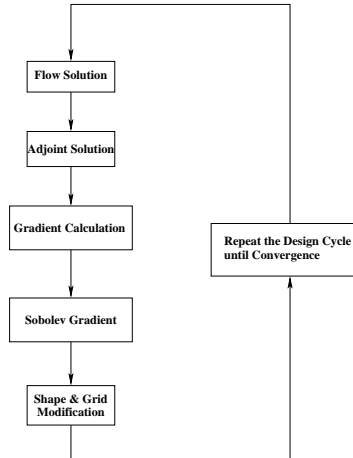 Flow Solution
Adjoint Solution
Gradient Calculation
Sobolev Gradient
Shape & Grid
Modification
Repeat the Design Cycle
until Convergence